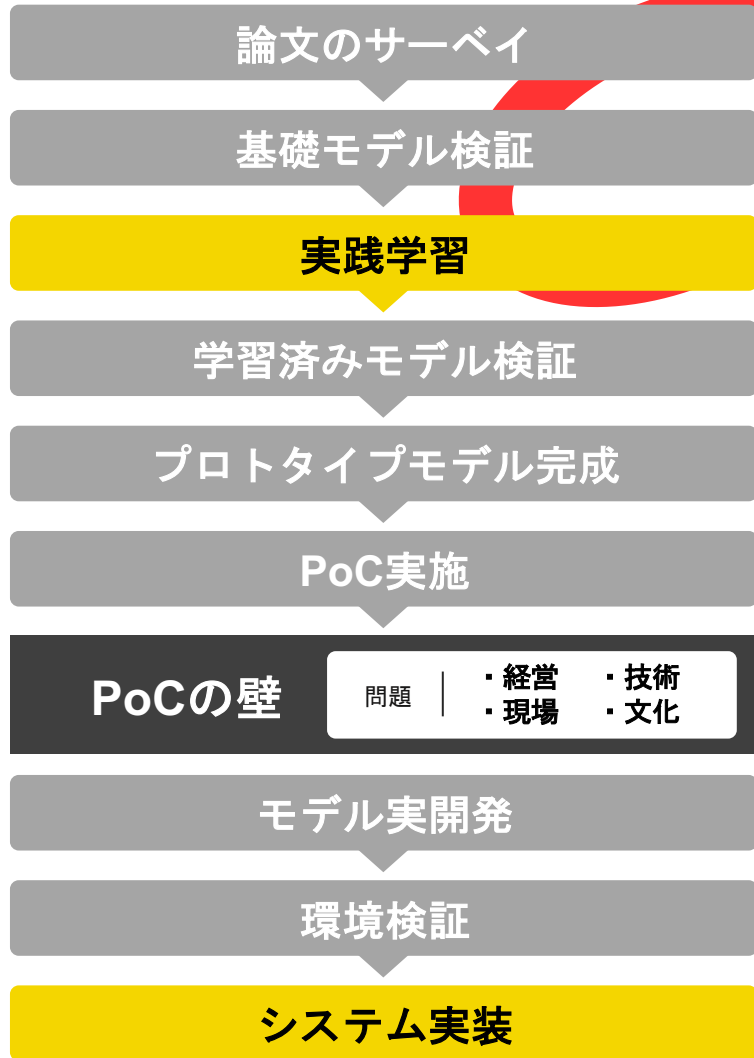 論文のサーベイ
基礎モデル検証
実践学習
学習済みモデル検証
プロトタイプモデル完成
PoC実施
PoCの壁
問題
・経営 ・技術
・現場 ・文化
モデル実開発
環境検証
システム実装